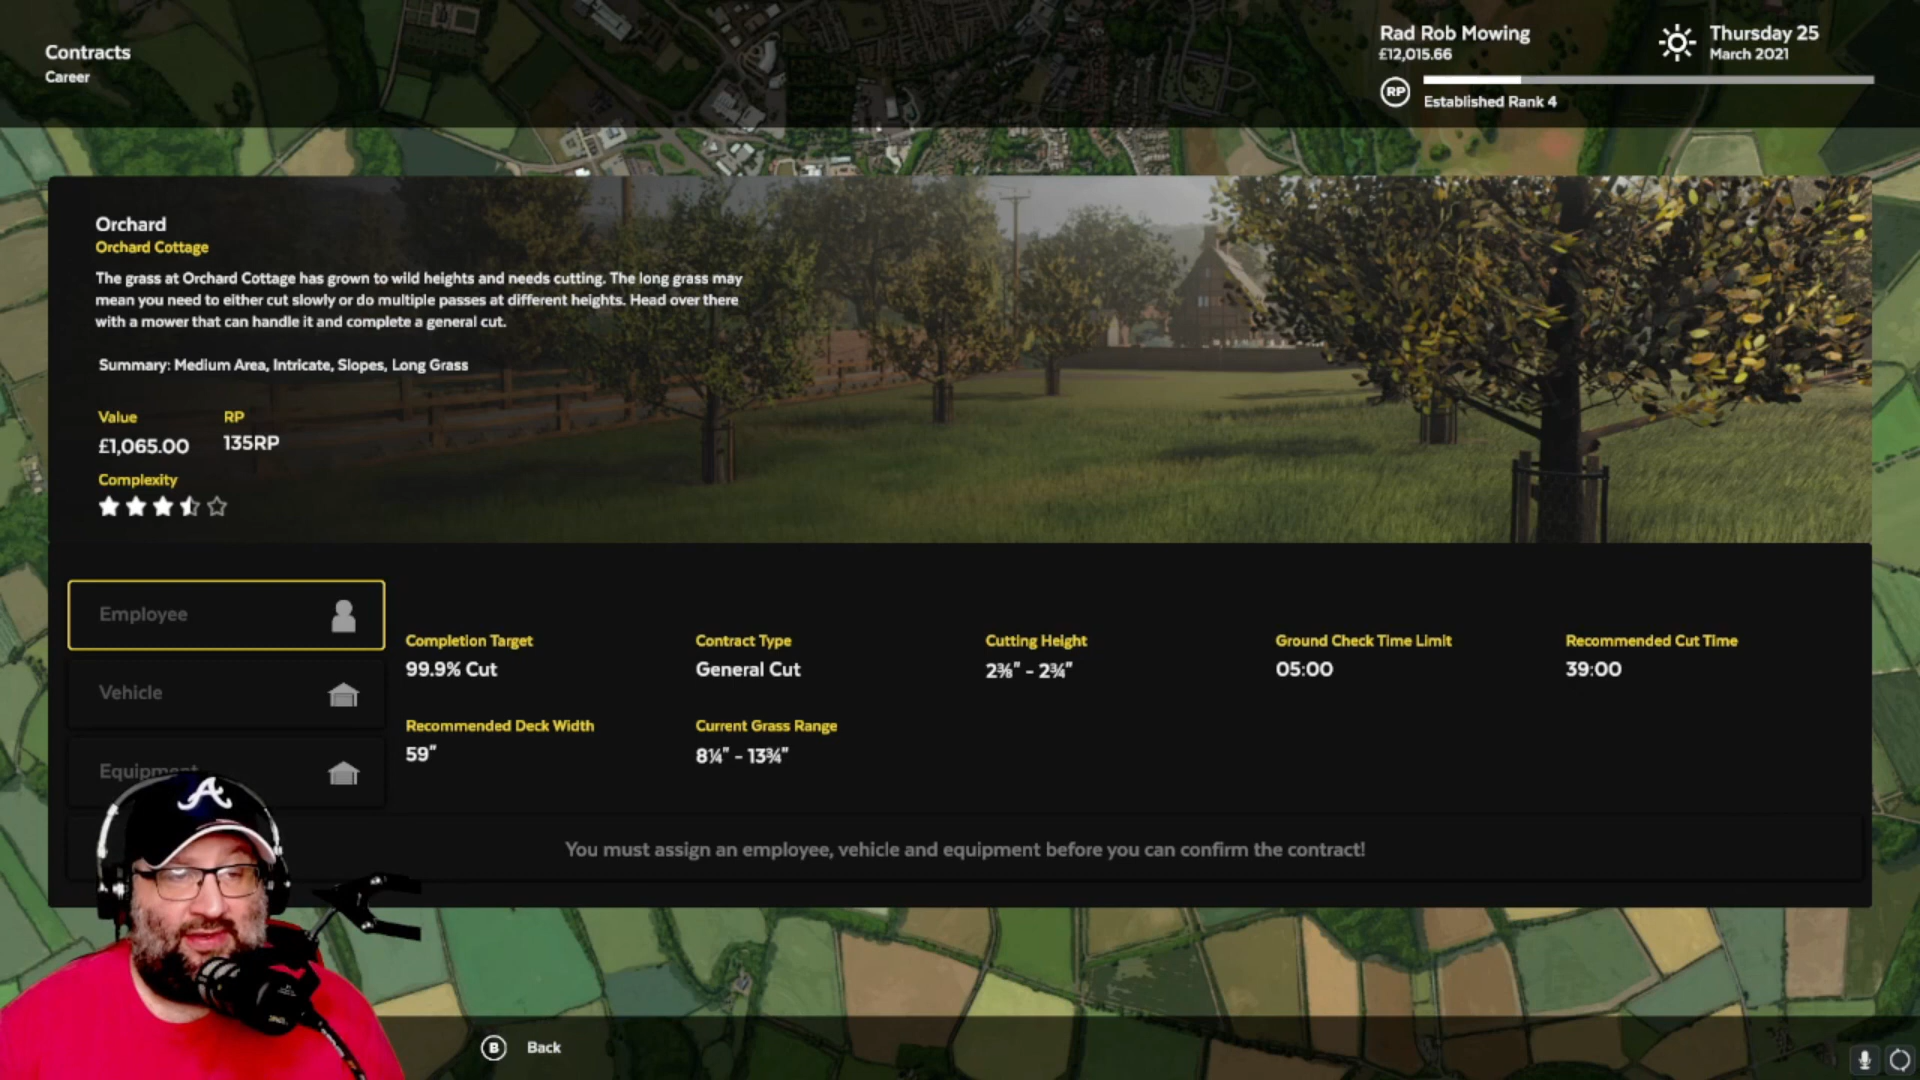 Contracts
Career
Rad Rob Mowing
£12,015.66
Thursday 25
March 2021
RP
Established Rank 4
Orchard
Orchard Cottage
The grass at Orchard Cottage has grown to wild heights and needs cutting. The long grass may
mean you need to either cut slowly or do multiple passes at different heights. Head over there
with a mower that can handle it and complete a general cut.
Summary: Medium Area, Intricate, Slopes, Long Grass
Value
RP
£1,065.00
135RP
Complexity
Employee
Vehicle
Equipment
Completion Target
99.9% Cut
Contract Type
General Cut
Cutting Height
2⅜" - 2¾"
Ground Check Time Limit
05:00
Recommended Cut Time
39:00
Recommended Deck Width
59"
Current Grass Range
8¼" - 13¾"
You must assign an employee, vehicle and equipment before you can confirm the contract!
A
B
Back